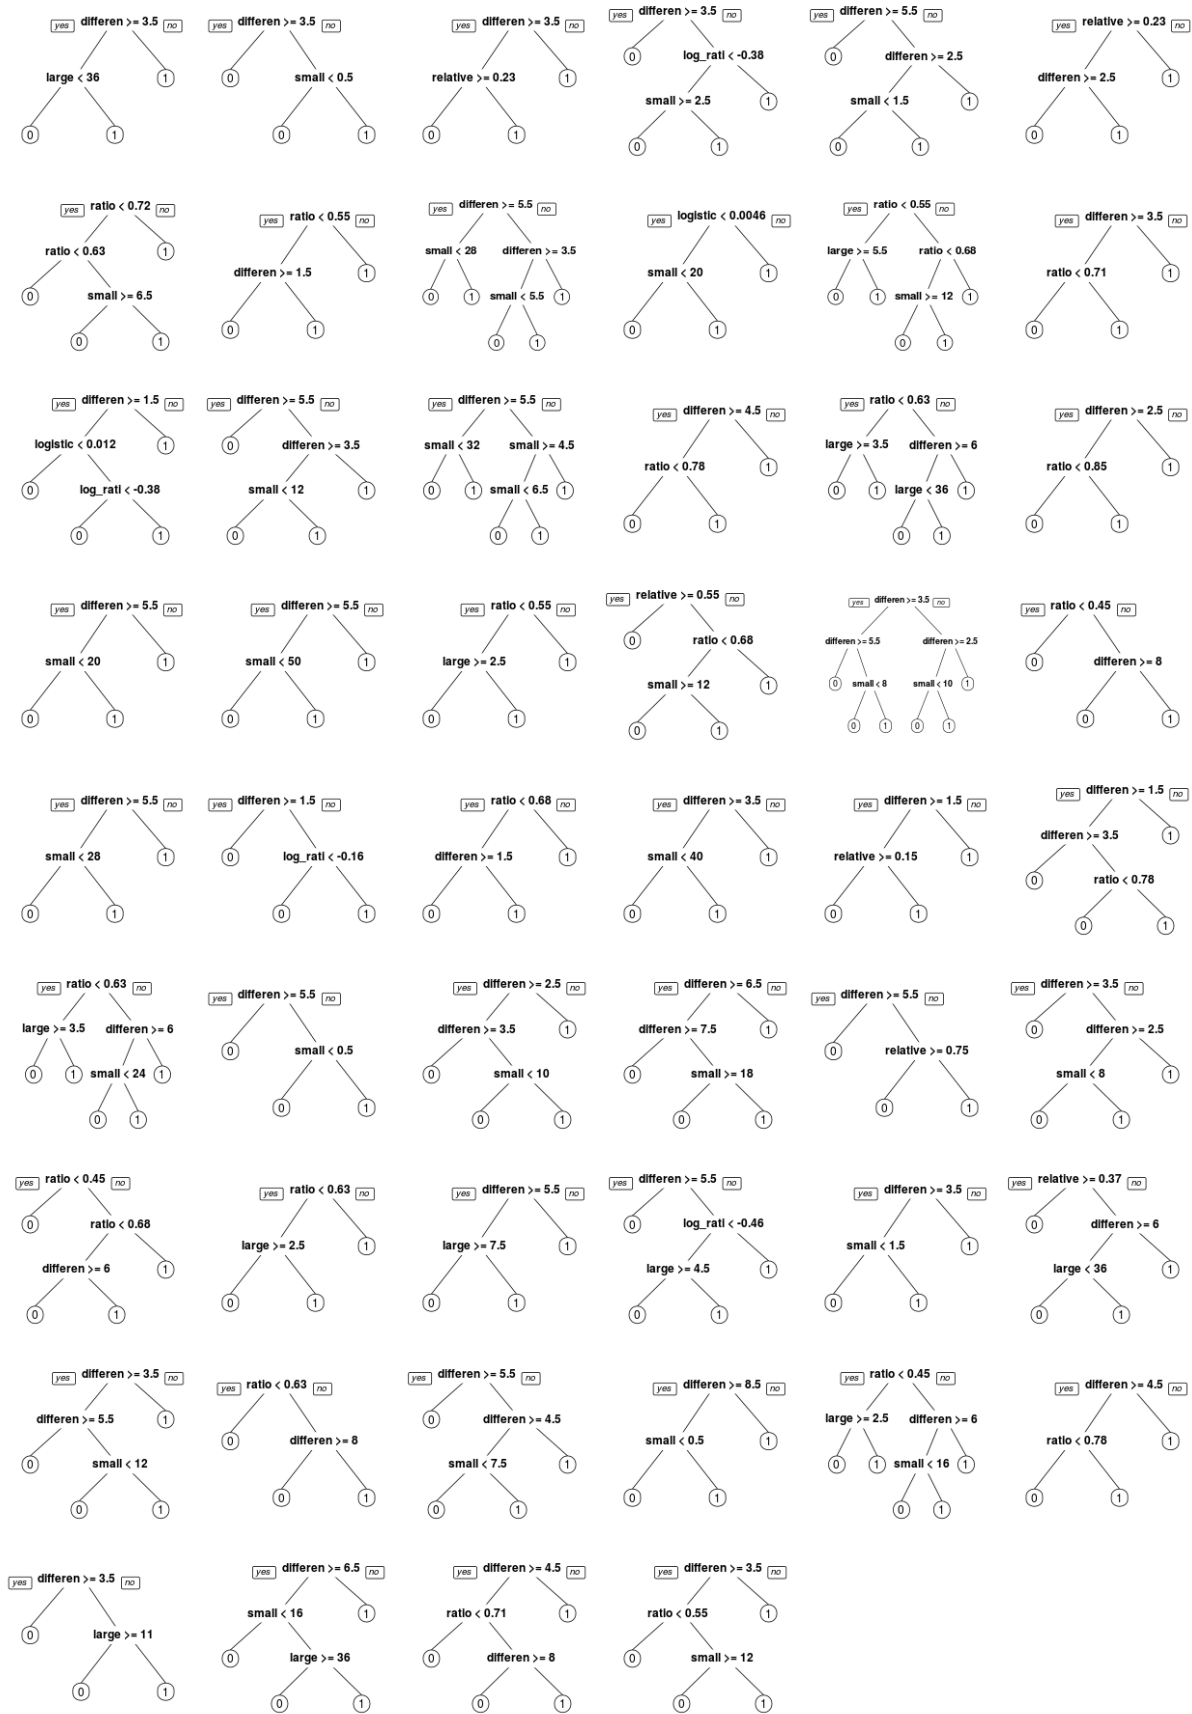 yes differen >= 3.5 no
large < 36 1
0 1
yes differen >= 3.5 no
0 small < 0.5
0 1
yes differen >= 3.5 no
relative >= 0.23 1
0 1
yes differen >= 3.5 no
0 log_rati < -0.38
small >= 2.5 1
0 1
yes differen >= 5.5 no
0 differen >= 2.5
small < 1.5 1
0 1
yes relative >= 0.23 no
differen >= 2.5 1
0 1
yes ratio < 0.72 no
ratio < 0.63 1
0 small >= 6.5
0 1
yes ratio < 0.55 no
differen >= 1.5 1
0 1
yes differen >= 5.5 no
small < 28 differen >= 3.5
0 1 small < 5.5 1
0 1
yes logistic < 0.0046 no
small < 20 1
0 1
yes ratio < 0.55 no
large >= 5.5 ratio < 0.68
0 1 small >= 12 1
0 1
yes differen >= 3.5 no
ratio < 0.71 1
0 1
yes differen >= 1.5 no
logistic < 0.012 1
0 log_rati < -0.38
0 1
yes differen >= 5.5 no
0 differen >= 3.5
small < 12 1
0 1
yes differen >= 5.5 no
small < 32 small >= 4.5
0 1 small < 6.5 1
0 1
yes differen >= 4.5 no
ratio < 0.78 1
0 1
yes ratio < 0.63 no
large >= 3.5 differen >= 6
0 1 large < 36 1
0 1
yes differen >= 2.5 no
ratio < 0.85 1
0 1
yes differen >= 5.5 no
small < 20 1
0 1
yes differen >= 5.5 no
small < 50 1
0 1
yes ratio < 0.55 no
large >= 2.5 1
0 1
yes relative >= 0.55 no
0 ratio < 0.68
small >= 12 1
0 1
yes differen >= 3.5 no
differen >= 5.5 differen >= 2.5
0 small < 8 small < 10 1
0 1 0 1
yes ratio < 0.45 no
0 differen >= 8
0 1
yes differen >= 5.5 no
small < 28 1
0 1
yes differen >= 1.5 no
0 log_rati < -0.16
0 1
yes ratio < 0.68 no
differen >= 1.5 1
0 1
yes differen >= 3.5 no
small < 40 1
0 1
yes differen >= 1.5 no
relative >= 0.15 1
0 1
yes differen >= 1.5 no
differen >= 3.5 1
0 ratio < 0.78
0 1
yes ratio < 0.63 no
large >= 3.5 differen >= 6
0 1 small < 24 1
0 1
yes differen >= 5.5 no
0 small < 0.5
0 1
yes differen >= 2.5 no
differen >= 3.5 1
0 small < 10
0 1
yes differen >= 6.5 no
differen >= 7.5 1
0 small >= 18
0 1
yes differen >= 5.5 no
0 relative >= 0.75
0 1
yes differen >= 3.5 no
0 differen >= 2.5
small < 8 1
0 1
yes ratio < 0.45 no
0 ratio < 0.68
differen >= 6 1
0 1
yes ratio < 0.63 no
large >= 2.5 1
0 1
yes differen >= 5.5 no
large >= 7.5 1
0 1
yes differen >= 5.5 no
0 log_rati < -0.46
large >= 4.5 1
0 1
yes differen >= 3.5 no
small < 1.5 1
0 1
yes relative >= 0.37 no
0 differen >= 6
large < 36 1
0 1
yes differen >= 3.5 no
differen >= 5.5 1
0 small < 12
0 1
yes ratio < 0.63 no
0 differen >= 8
0 1
yes differen >= 5.5 no
0 differen >= 4.5
small < 7.5 1
0 1
yes differen >= 8.5 no
small < 0.5 1
0 1
yes ratio < 0.45 no
large >= 2.5 differen >= 6
0 1 small < 16 1
0 1
yes differen >= 4.5 no
ratio < 0.78 1
0 1
yes differen >= 3.5 no
0 large >= 11
0 1
yes differen >= 6.5 no
small < 16 1
0 large >= 36
0 1
yes differen >= 4.5 no
ratio < 0.71 1
0 differen >= 8
0 1
yes differen >= 3.5 no
ratio < 0.55 1
0 small >= 12
0 1